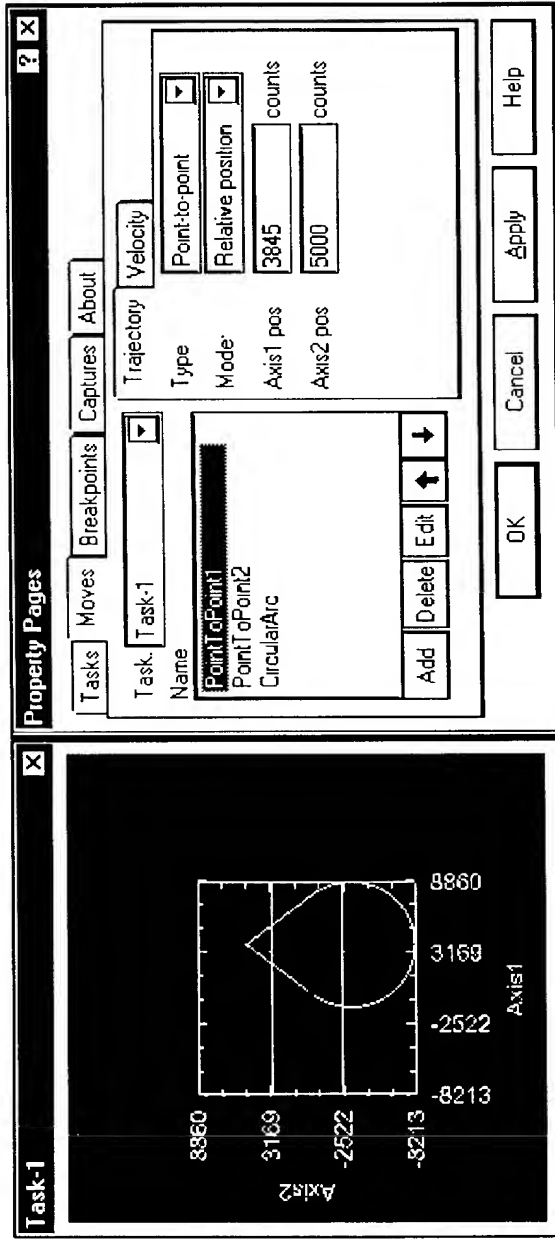 Task-1
Axis2
8860
3169
-2522
-8213
-8213
-2522
3169
8860
Axis1
Property Pages
Tasks
Moves
Breakpoints
Captures
About
Task. Task-1
Name
PointToPoint1
PointToPoint2
CircularArc
Add
Delete
Edit
Trajectory
Velocity
Type Point-to-point
Mode: Relative position
Axis1 pos 3845 counts
Axis2 pos 5000 counts
OK
Cancel
Apply
Help